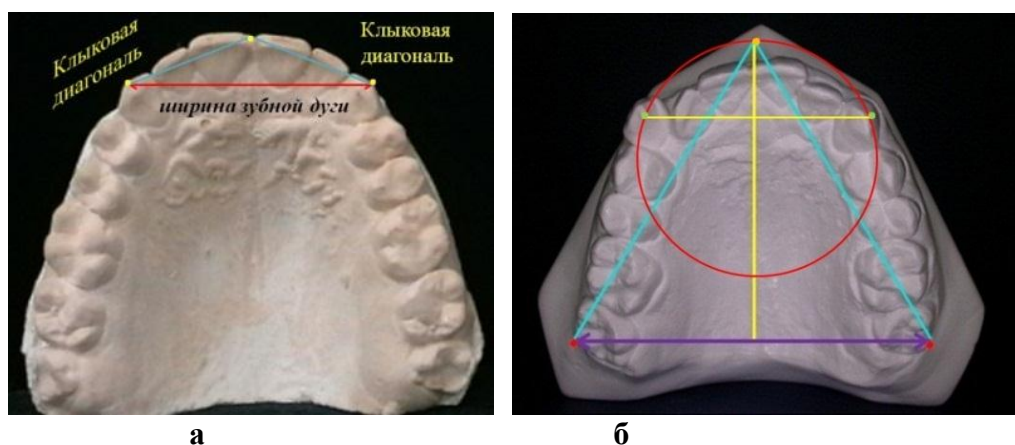 Клыковая
диагональ
Клыковая
диагональ
ширина зубной дуги
а
б